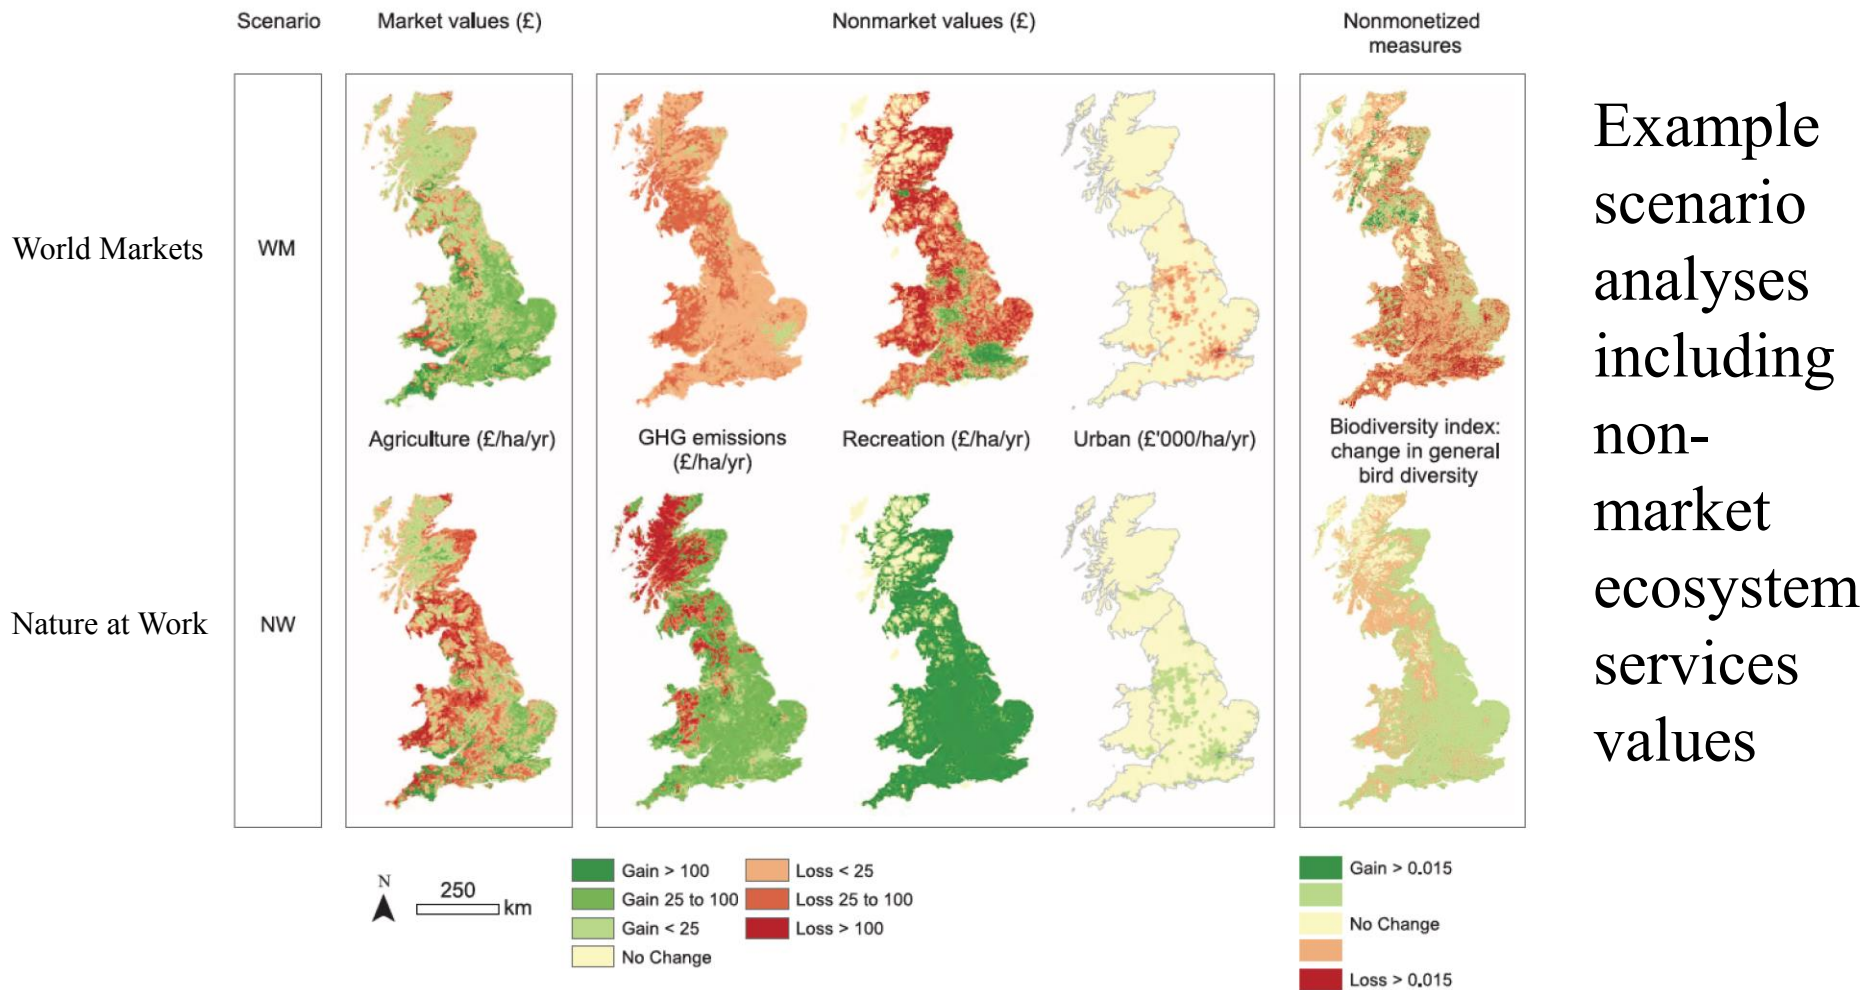 Scenario
Market values (£)
Nonmarket values (£)
Nonmonetized
measures
World Markets
WM
Agriculture (£/ha/yr)
GHG emissions
(£/ha/yr)
Recreation (£/ha/yr)
Urban (£'000/ha/yr)
Biodiversity index:
change in general
bird diversity
Nature at Work
NW
N
250
km
Gain > 100
Gain 25 to 100
Gain < 25
No Change
Loss < 25
Loss 25 to 100
Loss > 100
Gain > 0.015
No Change
Loss > 0.015
Example
scenario
analyses
including
non-
market
ecosystem
services
values